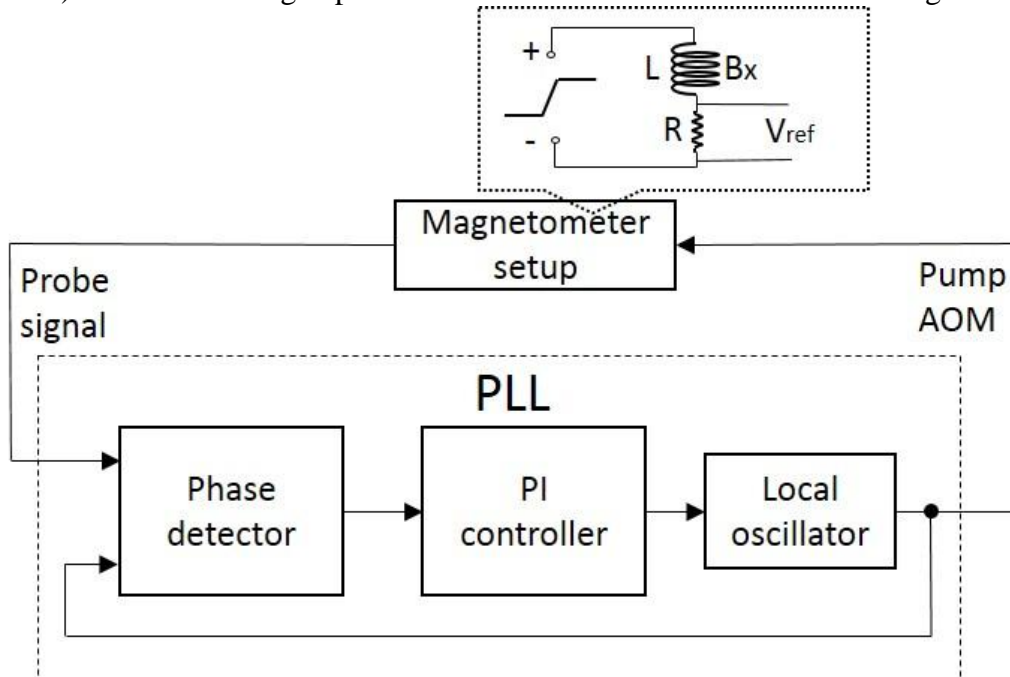 +
L
Bx
R
Vref
-
Magnetometer
setup
Probe
signal
Pump
AOM
PLL
Phase
detector
PI
controller
Local
oscillator